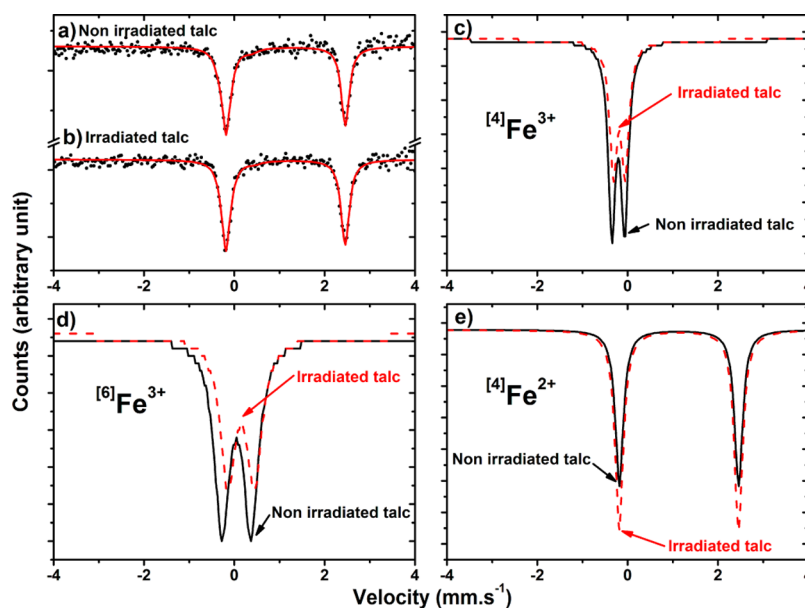 a) Non irradiated talc
b) Irradiated talc
-4 -2 0 2 4
c)
[4]Fe3+
Irradiated talc
Non irradiated talc
-4 -2 0 2 4
d)
[6]Fe3+
Irradiated talc
Non irradiated talc
-4 -2 0 2 4
e)
[4]Fe2+
Non irradiated talc
Irradiated talc
-4 -2 0 2 4
Counts (arbitrary unit)
Velocity (mm.s-1)